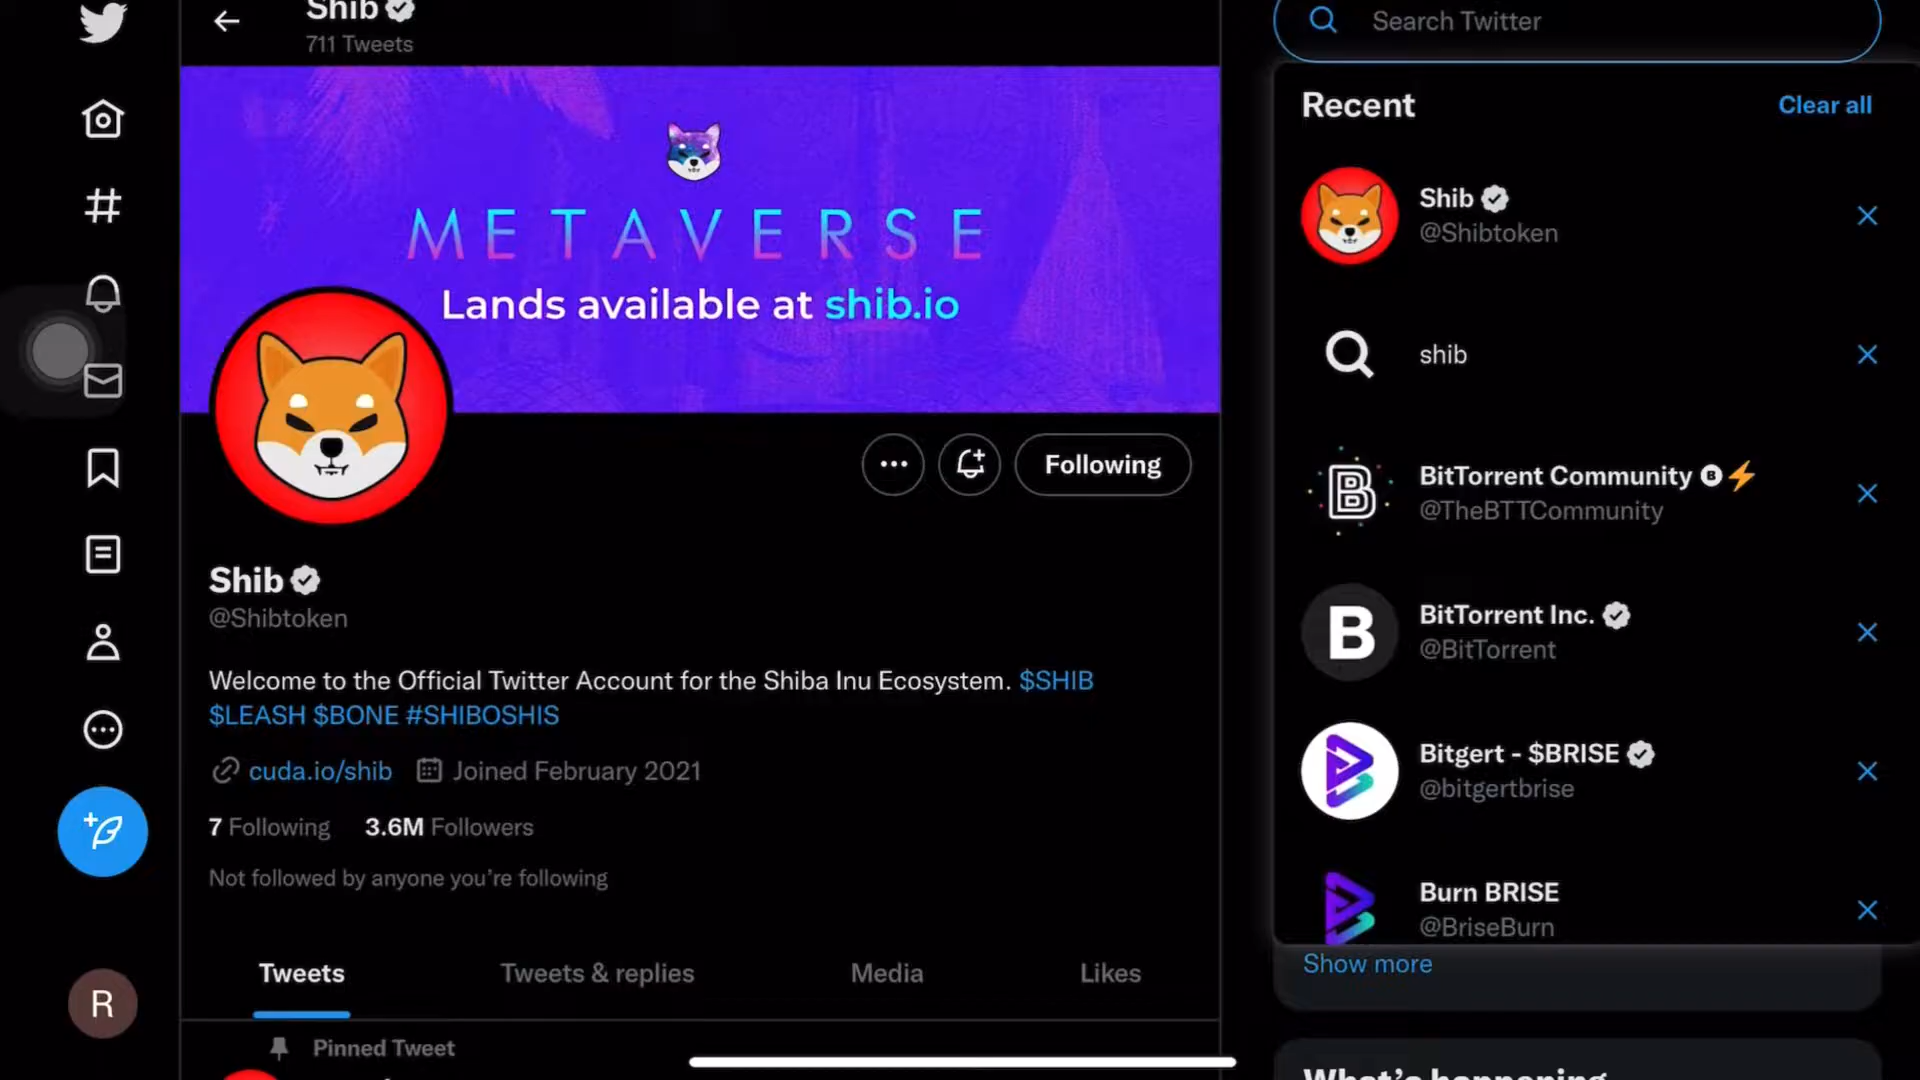 Shib
711 Tweets
METAVERSE
Lands available at shib.io
Following
Shib
@Shibtoken
Welcome to the Official Twitter Account for the Shiba Inu Ecosystem. $SHIB
$LEASH $BONE #SHIBOSHIS
cuda.io/shib Joined February 2021
7 Following 3.6M Followers
Not followed by anyone you’re following
Tweets Tweets & replies Media Likes
Pinned Tweet
R
Search Twitter
Recent Clear all
Shib
@Shibtoken
shib
BitTorrent Community
@TheBTTCommunity
B
BitTorrent Inc.
@BitTorrent
Bitgert - $BRISE
@bitgertbrise
Burn BRISE
@BriseBurn
Show more
What’s happening